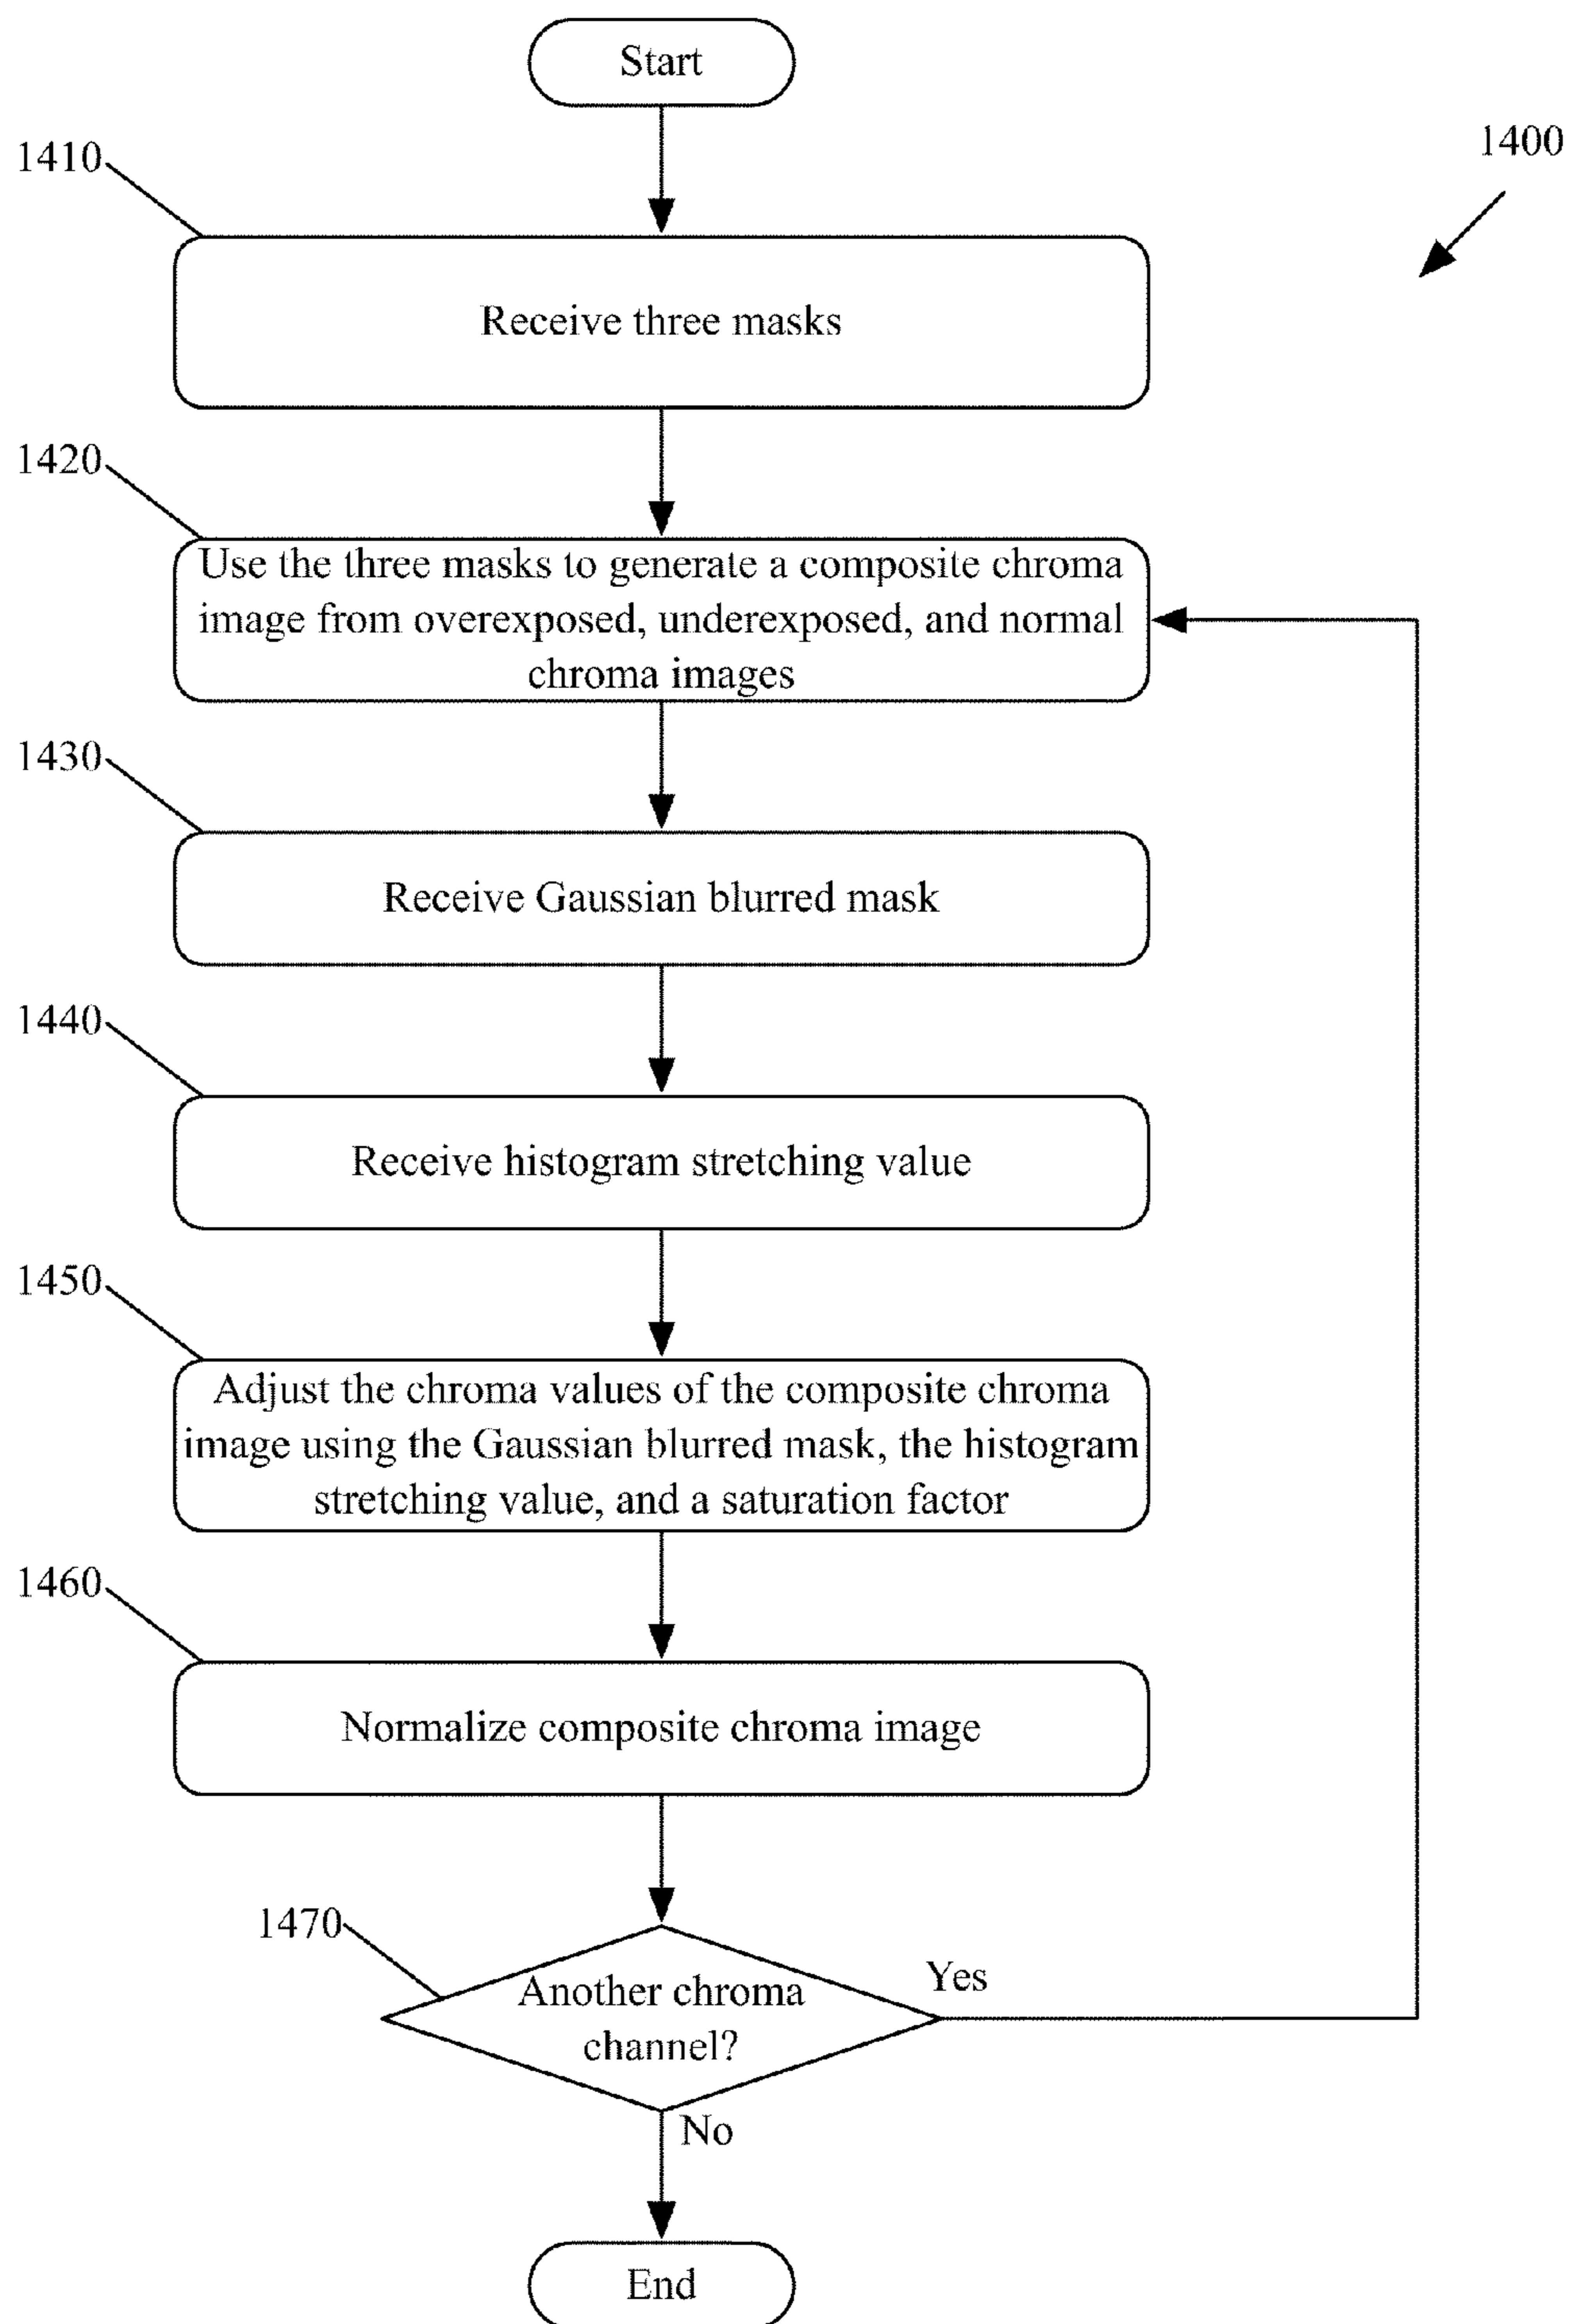 Start
1400
1410
Receive three masks
1420
Use the three masks to generate a composite chroma
image from overexposed, underexposed, and normal
chroma images
1430
Receive Gaussian blurred mask
1440
Receive histogram stretching value
1450
Adjust the chroma values of the composite chroma
image using the Gaussian blurred mask, the histogram
stretching value, and a saturation factor
1460
Normalize composite chroma image
1470
Another chroma
channel?
Yes
No
End